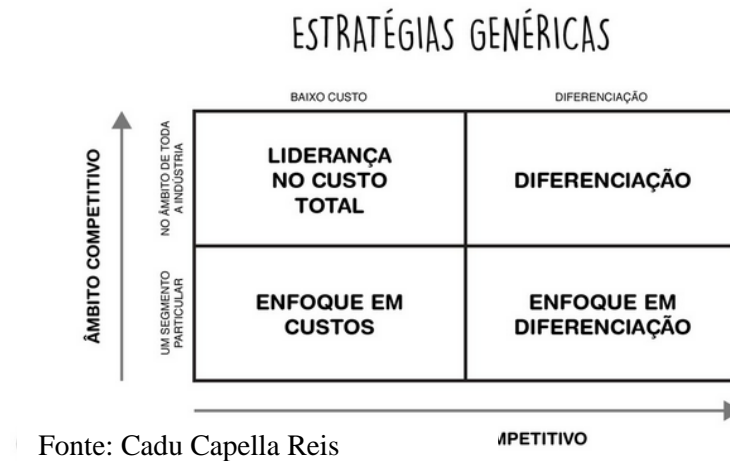 ESTRATÉGIAS GENÉRICAS
BAIXO CUSTO
DIFERENCIAÇÃO
ÂMBITO COMPETITIVO
NO ÂMBITO DE TODA
A INDÚSTRIA
LIDERANÇA
NO CUSTO
TOTAL
DIFERENCIAÇÃO
UM SEGMENTO
PARTICULAR
ENFOQUE EM
CUSTOS
ENFOQUE EM
DIFERENCIAÇÃO
Fonte: Cadu Capella Reis